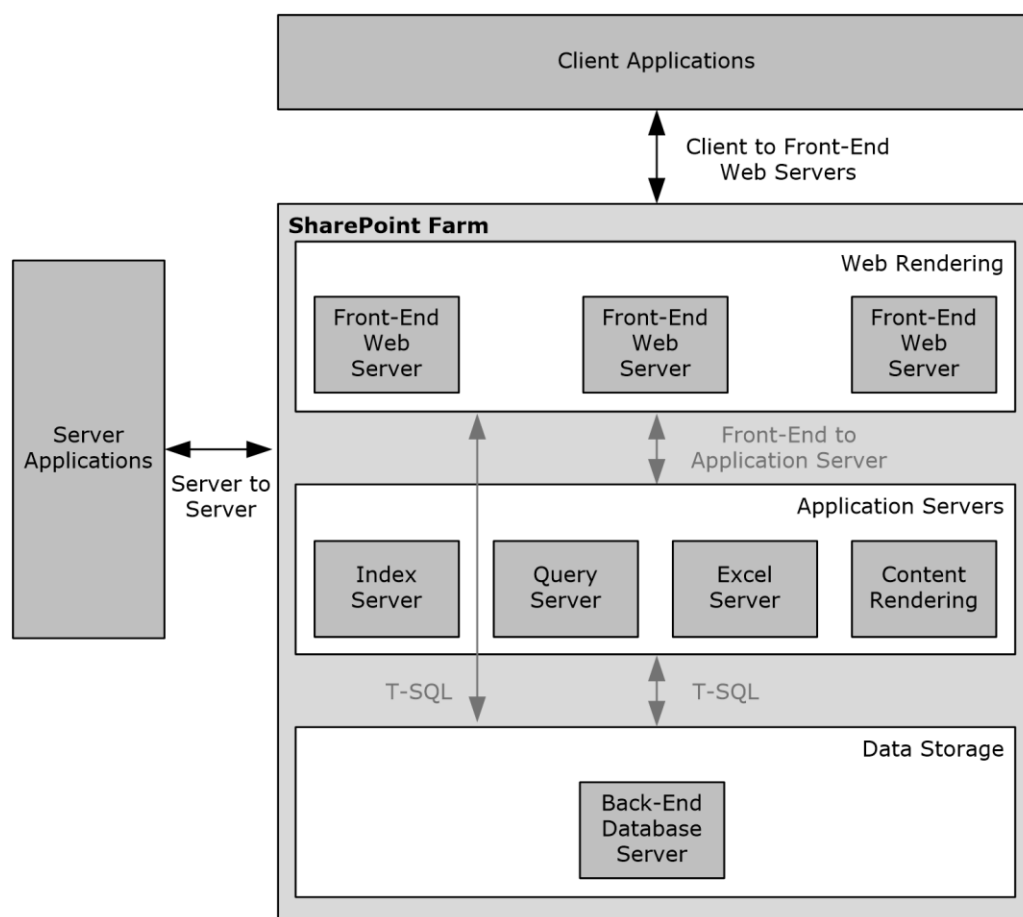 Client Applications
Client to Front-End
Web Servers
SharePoint Farm
Web Rendering
Front-End
Web
Server
Front-End
Web
Server
Front-End
Web
Server
Server
Applications
Server to
Server
Front-End to
Application Server
Application Servers
Index
Server
Query
Server
Excel
Server
Content
Rendering
T-SQL
T-SQL
Data Storage
Back-End
Database
Server